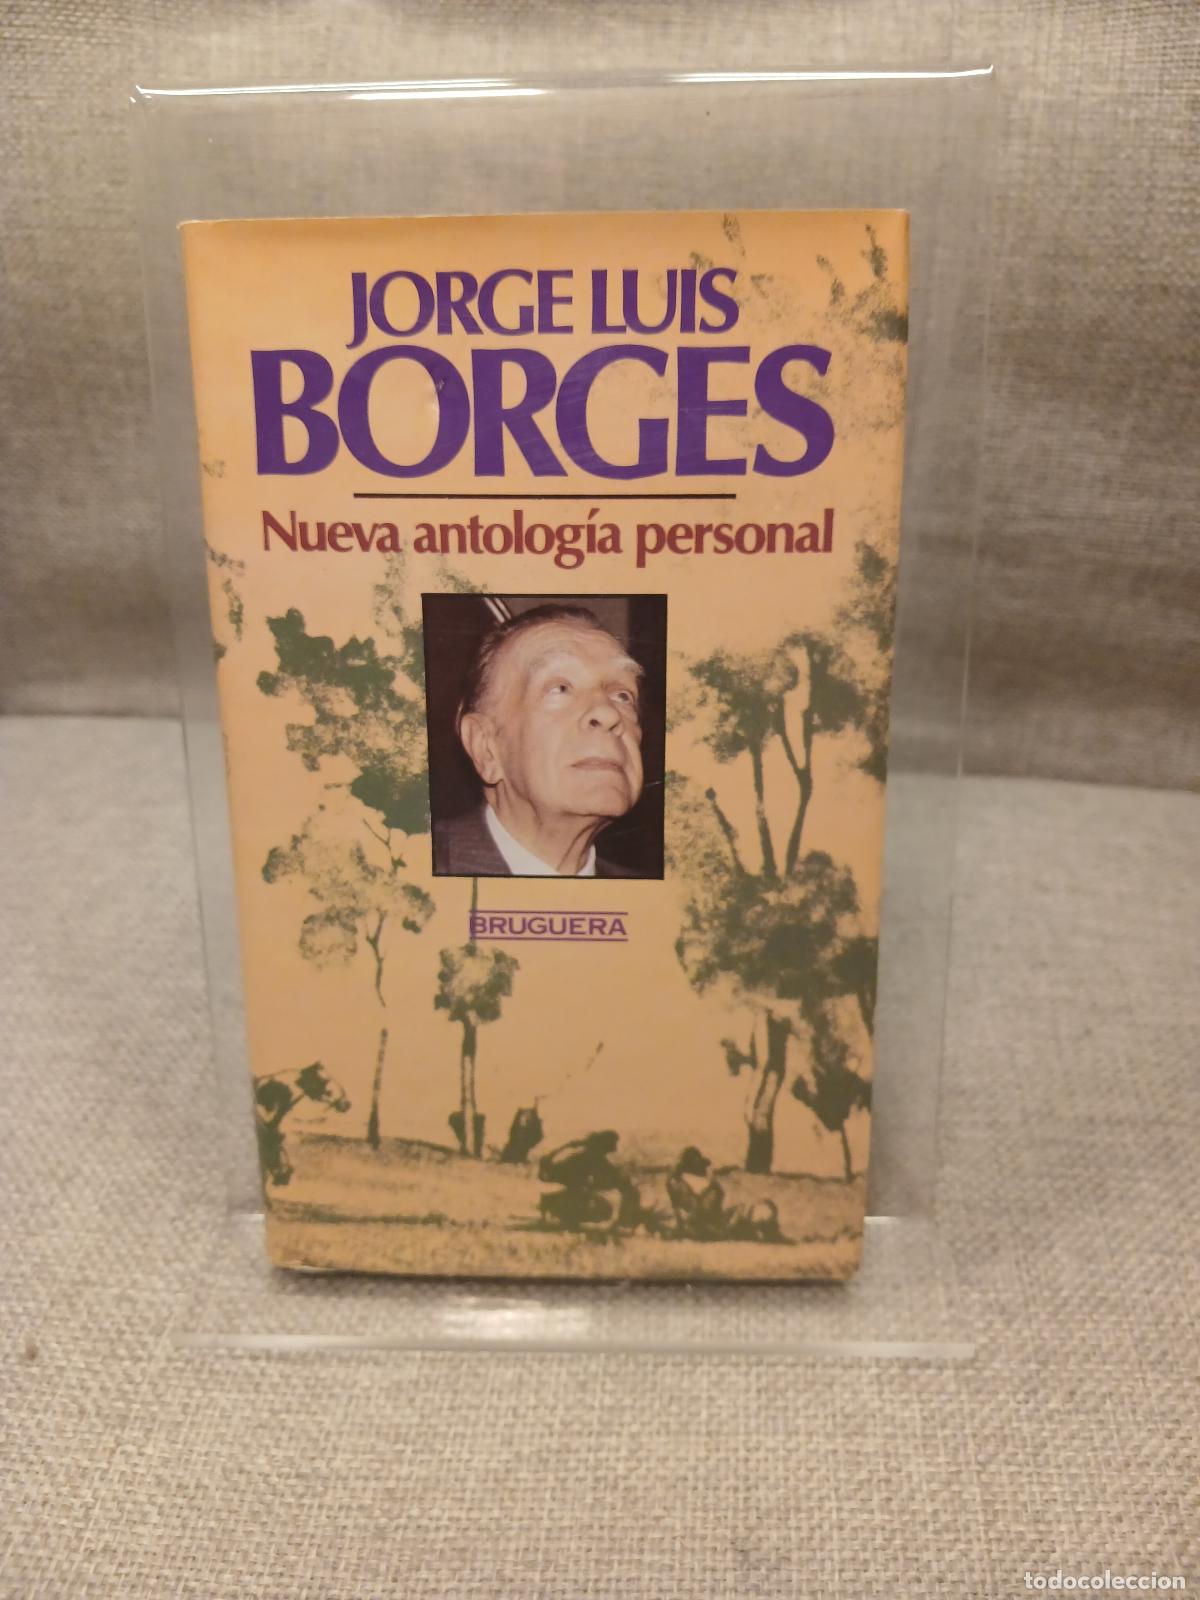 JORGE LUIS
BORGES
Nueva antología personal
BRUGUERA
todocoleccion